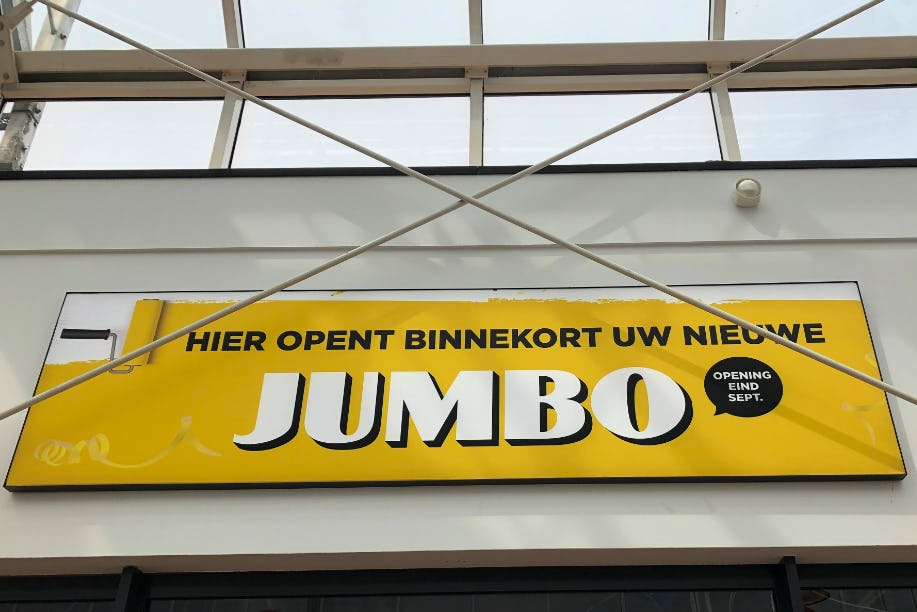 HIER OPENT BINNEKORT UW NIEUWE
JUMBO
OPENING
EIND
SEPT.